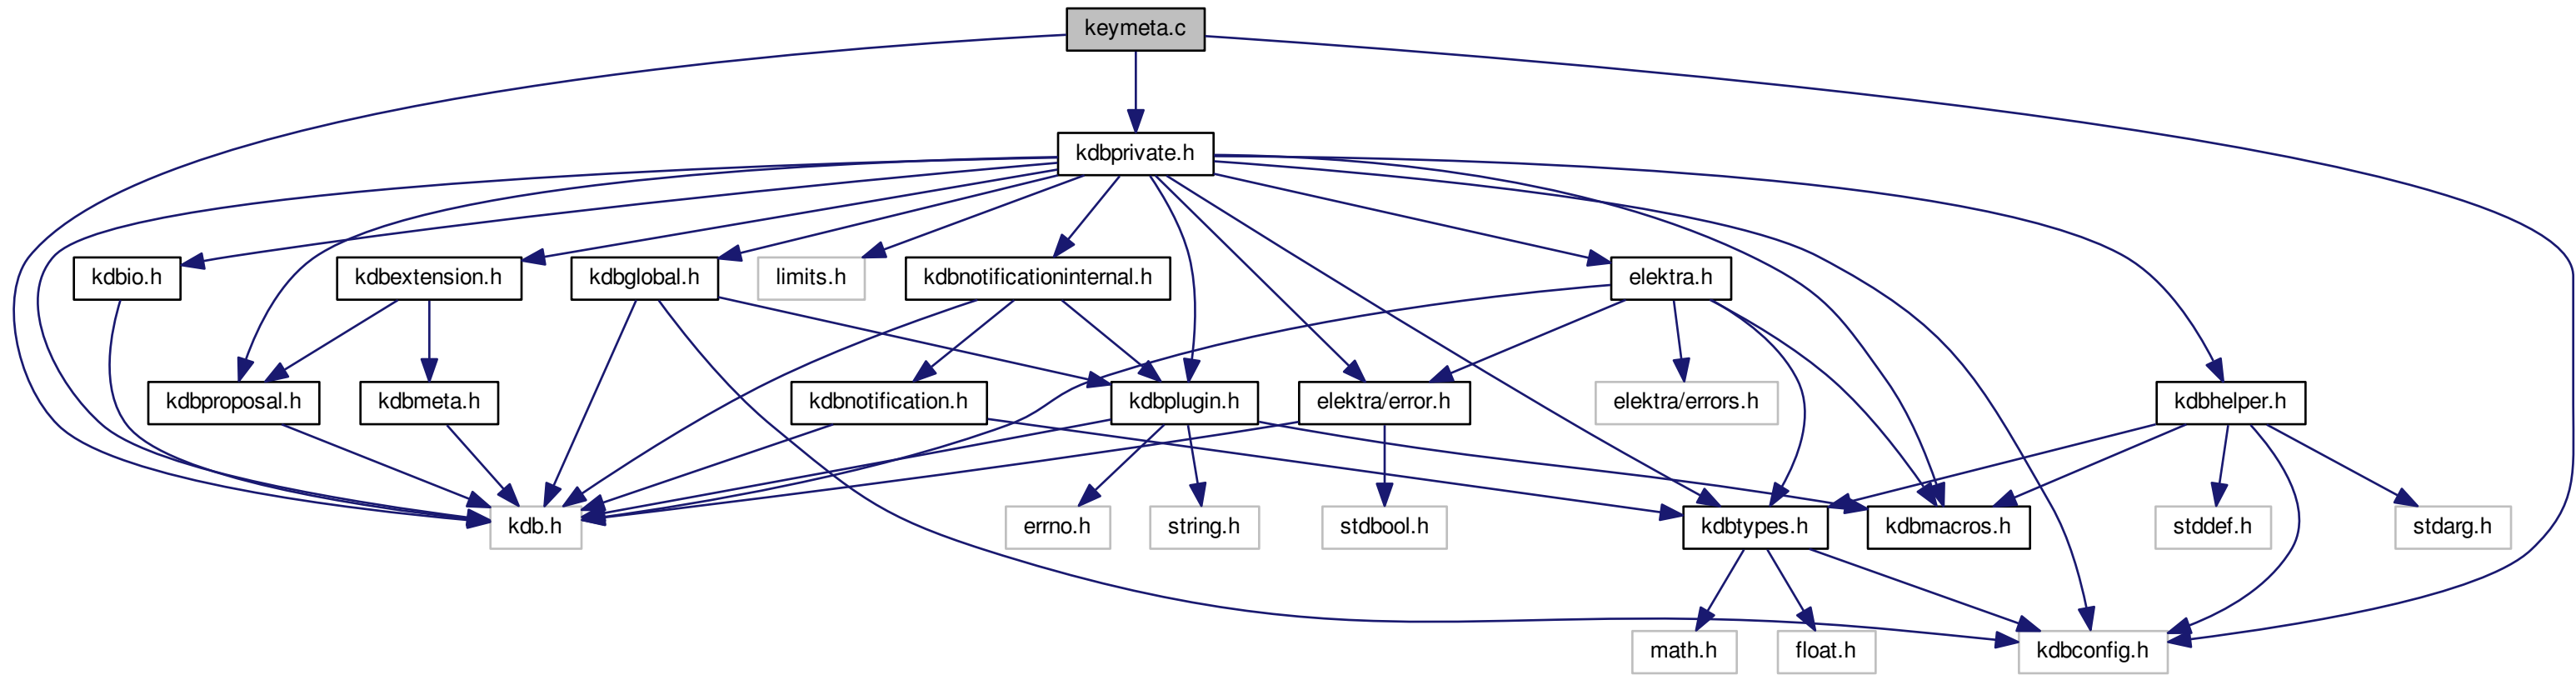 keymeta.c
kdbprivate.h
kdbio.h
kdbextension.h
kdbglobal.h
limits.h
kdbnotificationinternal.h
elektra.h
kdbproposal.h
kdbmeta.h
kdbnotification.h
kdbplugin.h
elektra/error.h
elektra/errors.h
kdbhelper.h
kdb.h
errno.h
string.h
stdbool.h
kdbtypes.h
kdbmacros.h
stddef.h
stdarg.h
math.h
float.h
kdbconfig.h